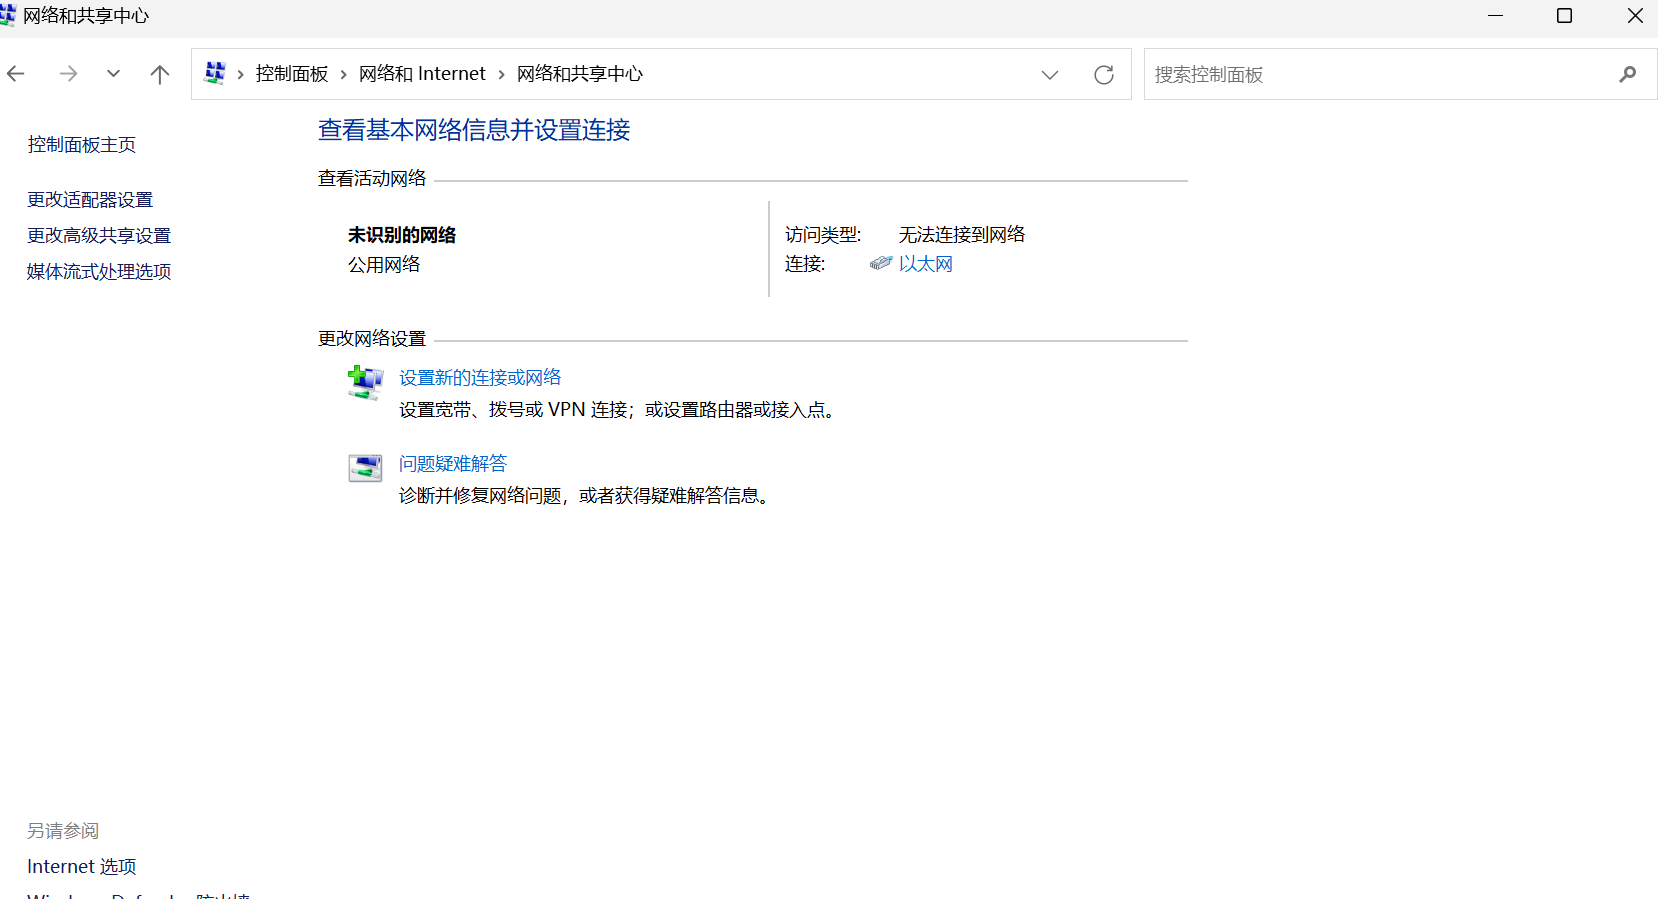 网络和共享中心
控制面板 网络和 Internet 网络和共享中心
搜索控制面板
控制面板主页
更改适配器设置
更改高级共享设置
媒体流式处理选项
查看基本网络信息并设置连接
查看活动网络
未识别的网络
公用网络
访问类型: 无法连接到网络
连接: 以太网
更改网络设置
设置新的连接或网络
设置宽带、拨号或 VPN 连接；或设置路由器或接入点。
问题疑难解答
诊断并修复网络问题，或者获得疑难解答信息。
另请参阅
Internet 选项
Windows Defender 防火墙